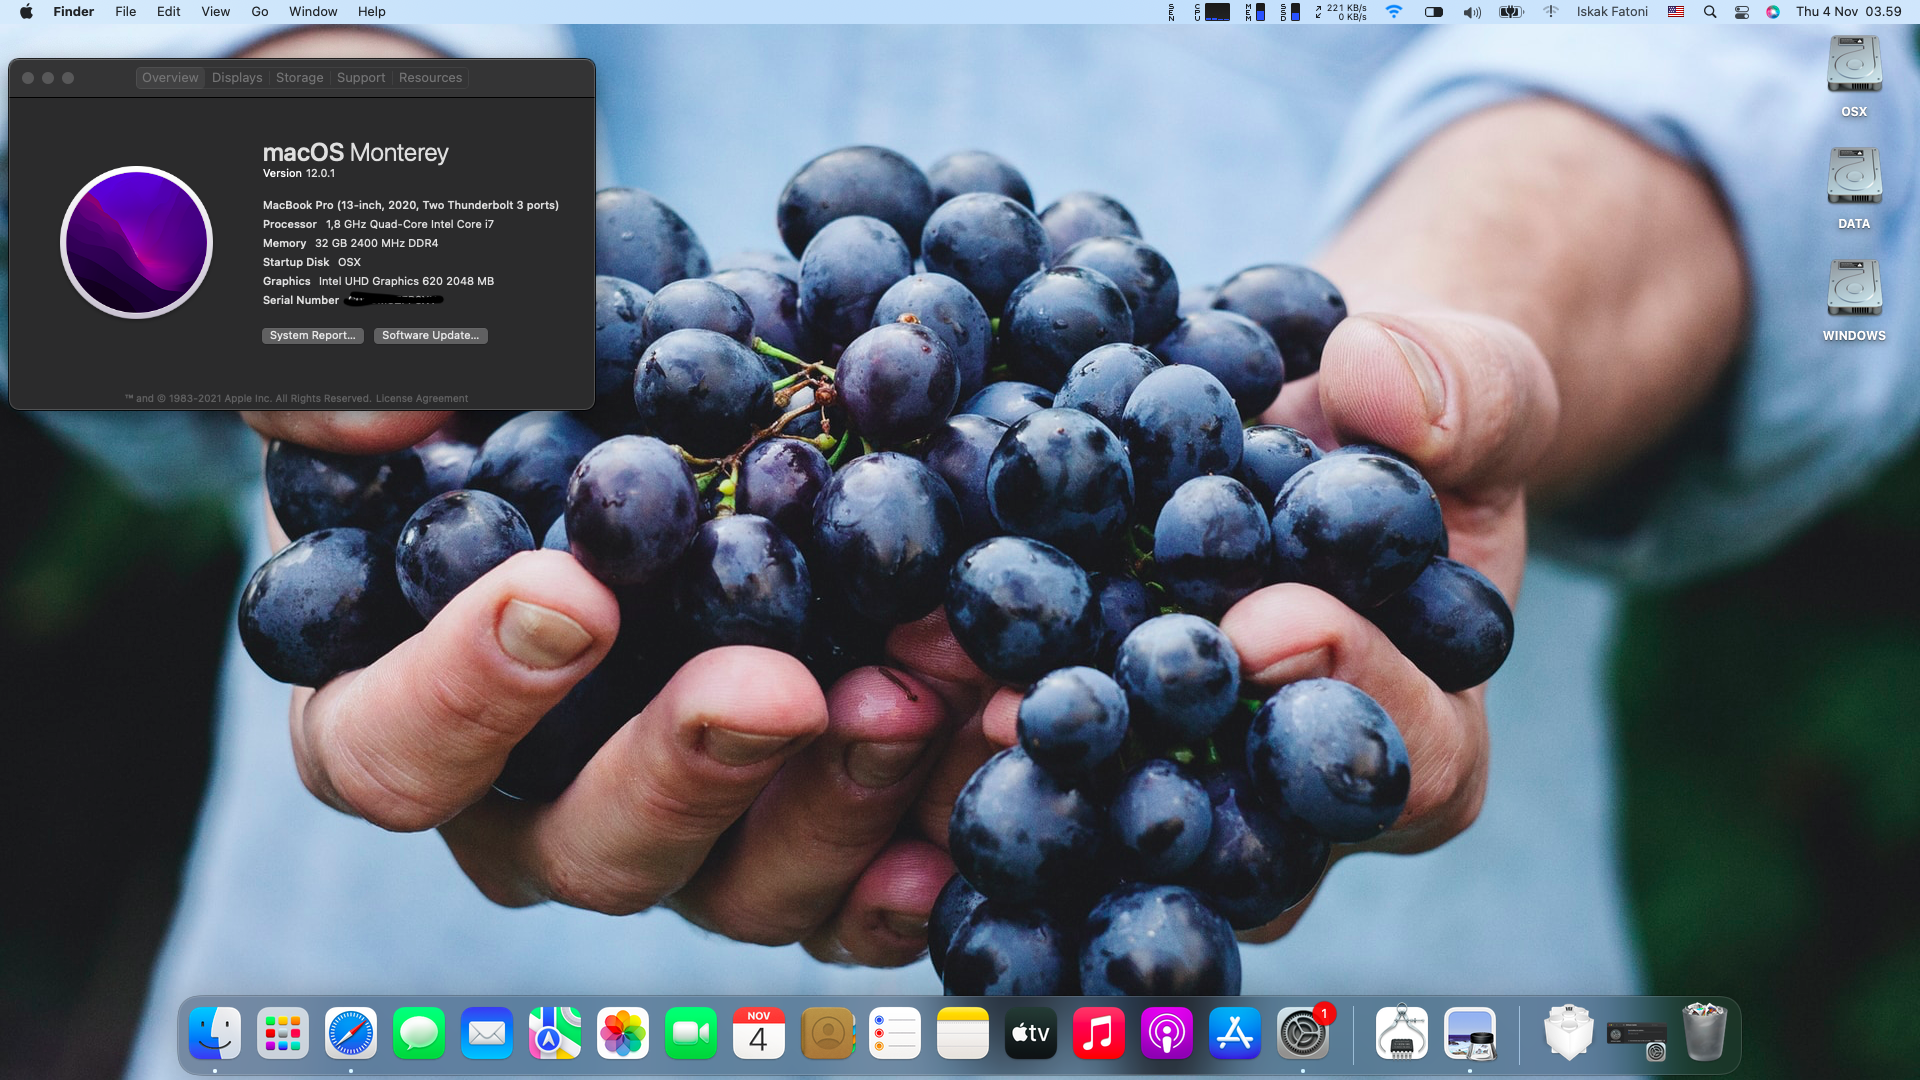 Finder File Edit View Go Window Help
SEN CPU MEM SSD 221 KB/s 0 KB/s Iskak Fatoni Thu 4 Nov 03.59
Overview Displays Storage Support Resources
macOS Monterey
Version 12.0.1
MacBook Pro (13-inch, 2020, Two Thunderbolt 3 ports)
Processor 1,8 GHz Quad-Core Intel Core i7
Memory 32 GB 2400 MHz DDR4
Startup Disk OSX
Graphics Intel UHD Graphics 620 2048 MB
Serial Number
System Report... Software Update...
™ and © 1983-2021 Apple Inc. All Rights Reserved. License Agreement
OSX
DATA
WINDOWS
NOV
4
tv
1